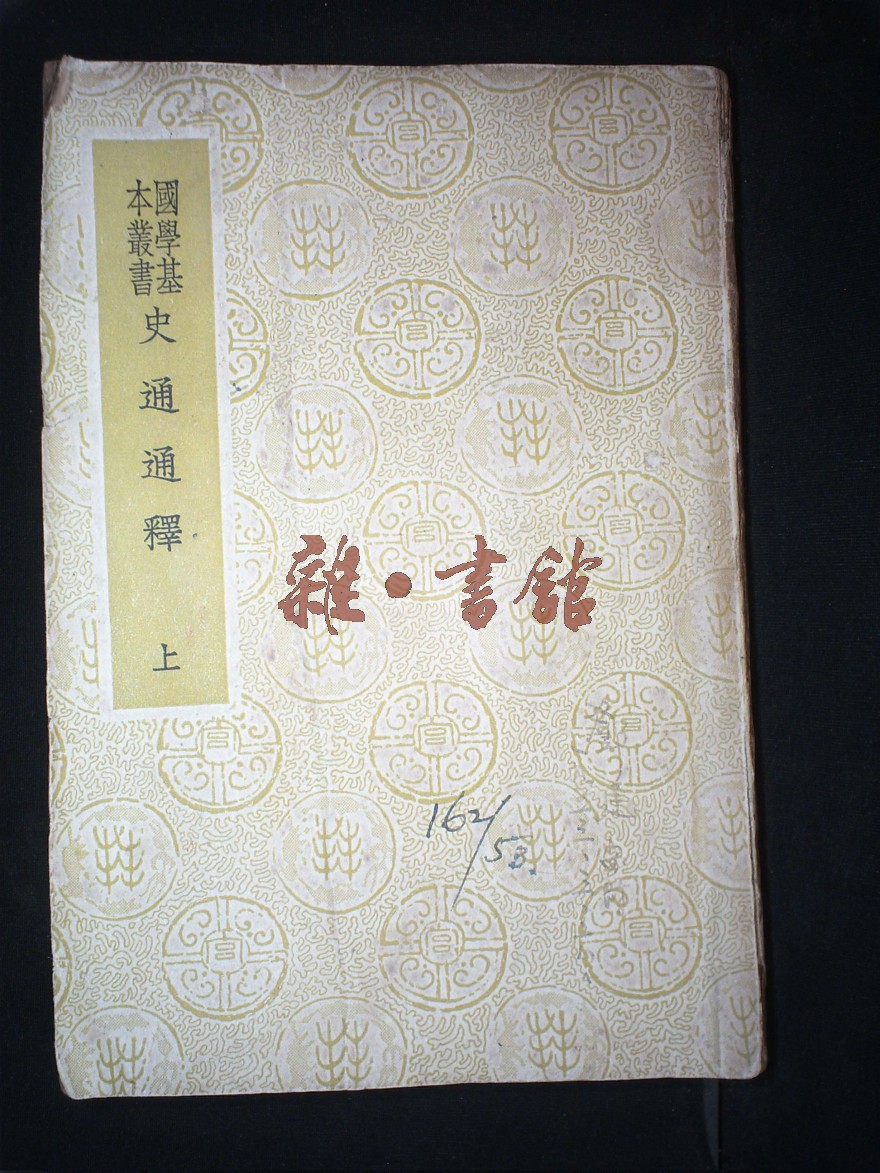 國學基
本叢書
史通通釋 上
雜·書館
162/53.